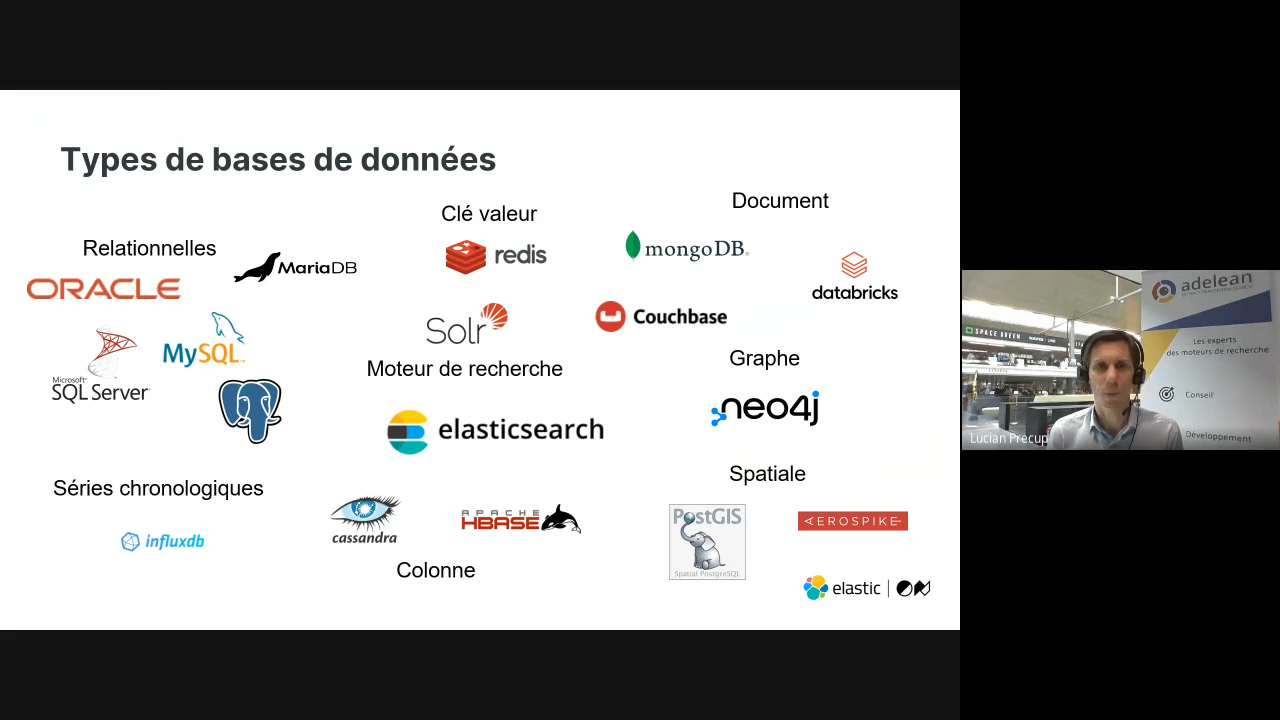 Types de bases de données
Document
Clé valeur
Relationnelles
MariaDB
redis
mongoDB
ORACLE
databricks
Solr
Couchbase
MySQL
Microsoft
SQL Server
Moteur de recherche
Graphe
neo4j
elasticsearch
Spatiale
Séries chronologiques
cassandra
APACHE
HBASE
PostGIS
Spatial PostgreSQL
AEROSPIKE
influxdb
Colonne
elastic
adelean
SPACE GREEN
Les experts
des moteurs de recherche
Conseil
Développement
Lucian Precup